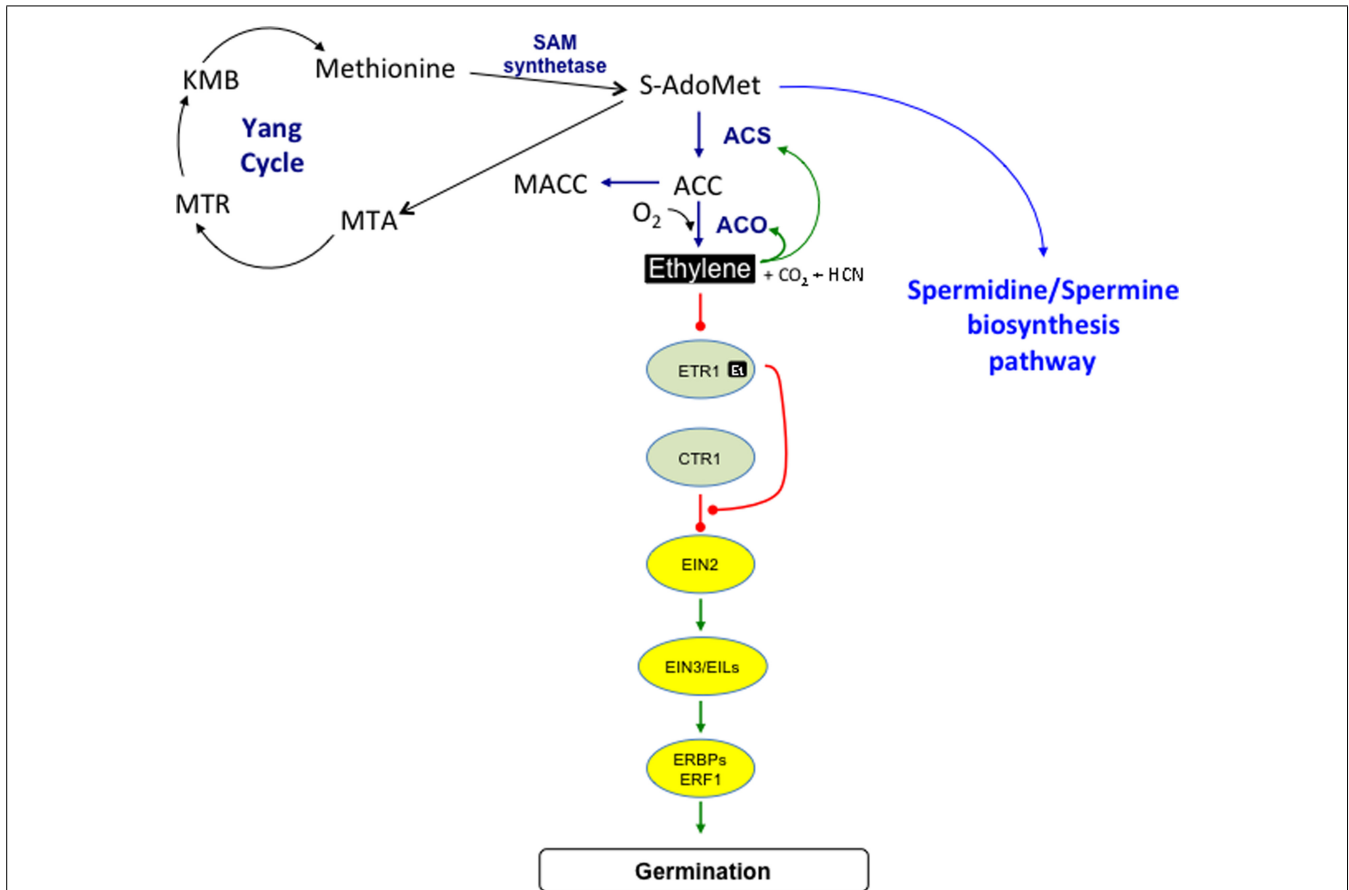 SAM
synthetase
Methionine
KMB
S-AdoMet
Yang
Cycle
ACS
MACC
ACC
MTR
MTA
O₂
ACO
Ethylene
+ CO₂ + HCN
Spermidine/Spermine
biosynthesis
pathway
ETR1
Et
CTR1
EIN2
EIN3/EILs
ERBPs
ERF1
Germination